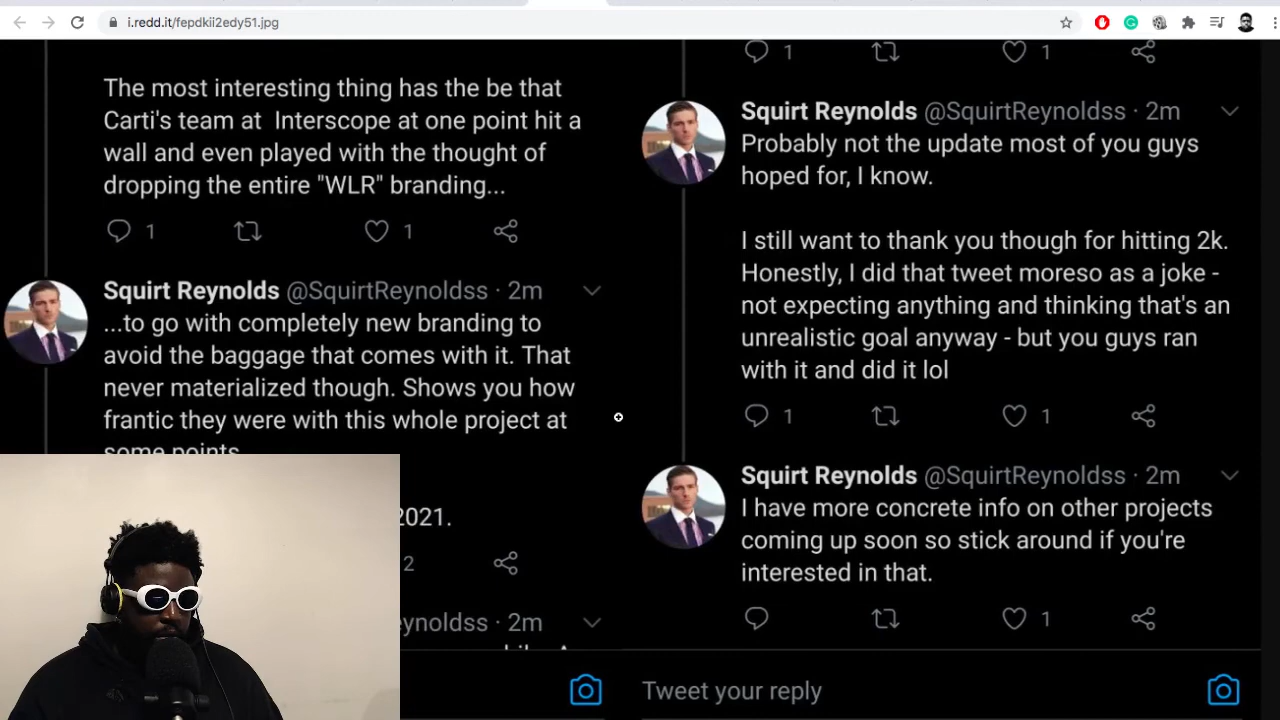 i.redd.it/fepdkii2edy51.jpg
The most interesting thing has the be that
Carti's team at Interscope at one point hit a
wall and even played with the thought of
dropping the entire "WLR" branding...
1
1
Squirt Reynolds @SquirtReynoldss · 2m
...to go with completely new branding to
avoid the baggage that comes with it. That
never materialized though. Shows you how
frantic they were with this whole project at
some points
2021.
2
eynoldss · 2m
1
1
Squirt Reynolds @SquirtReynoldss · 2m
Probably not the update most of you guys
hoped for, I know.
I still want to thank you though for hitting 2k.
Honestly, I did that tweet moreso as a joke -
not expecting anything and thinking that's an
unrealistic goal anyway - but you guys ran
with it and did it lol
1
1
Squirt Reynolds @SquirtReynoldss · 2m
I have more concrete info on other projects
coming up soon so stick around if you're
interested in that.
1
Tweet your reply